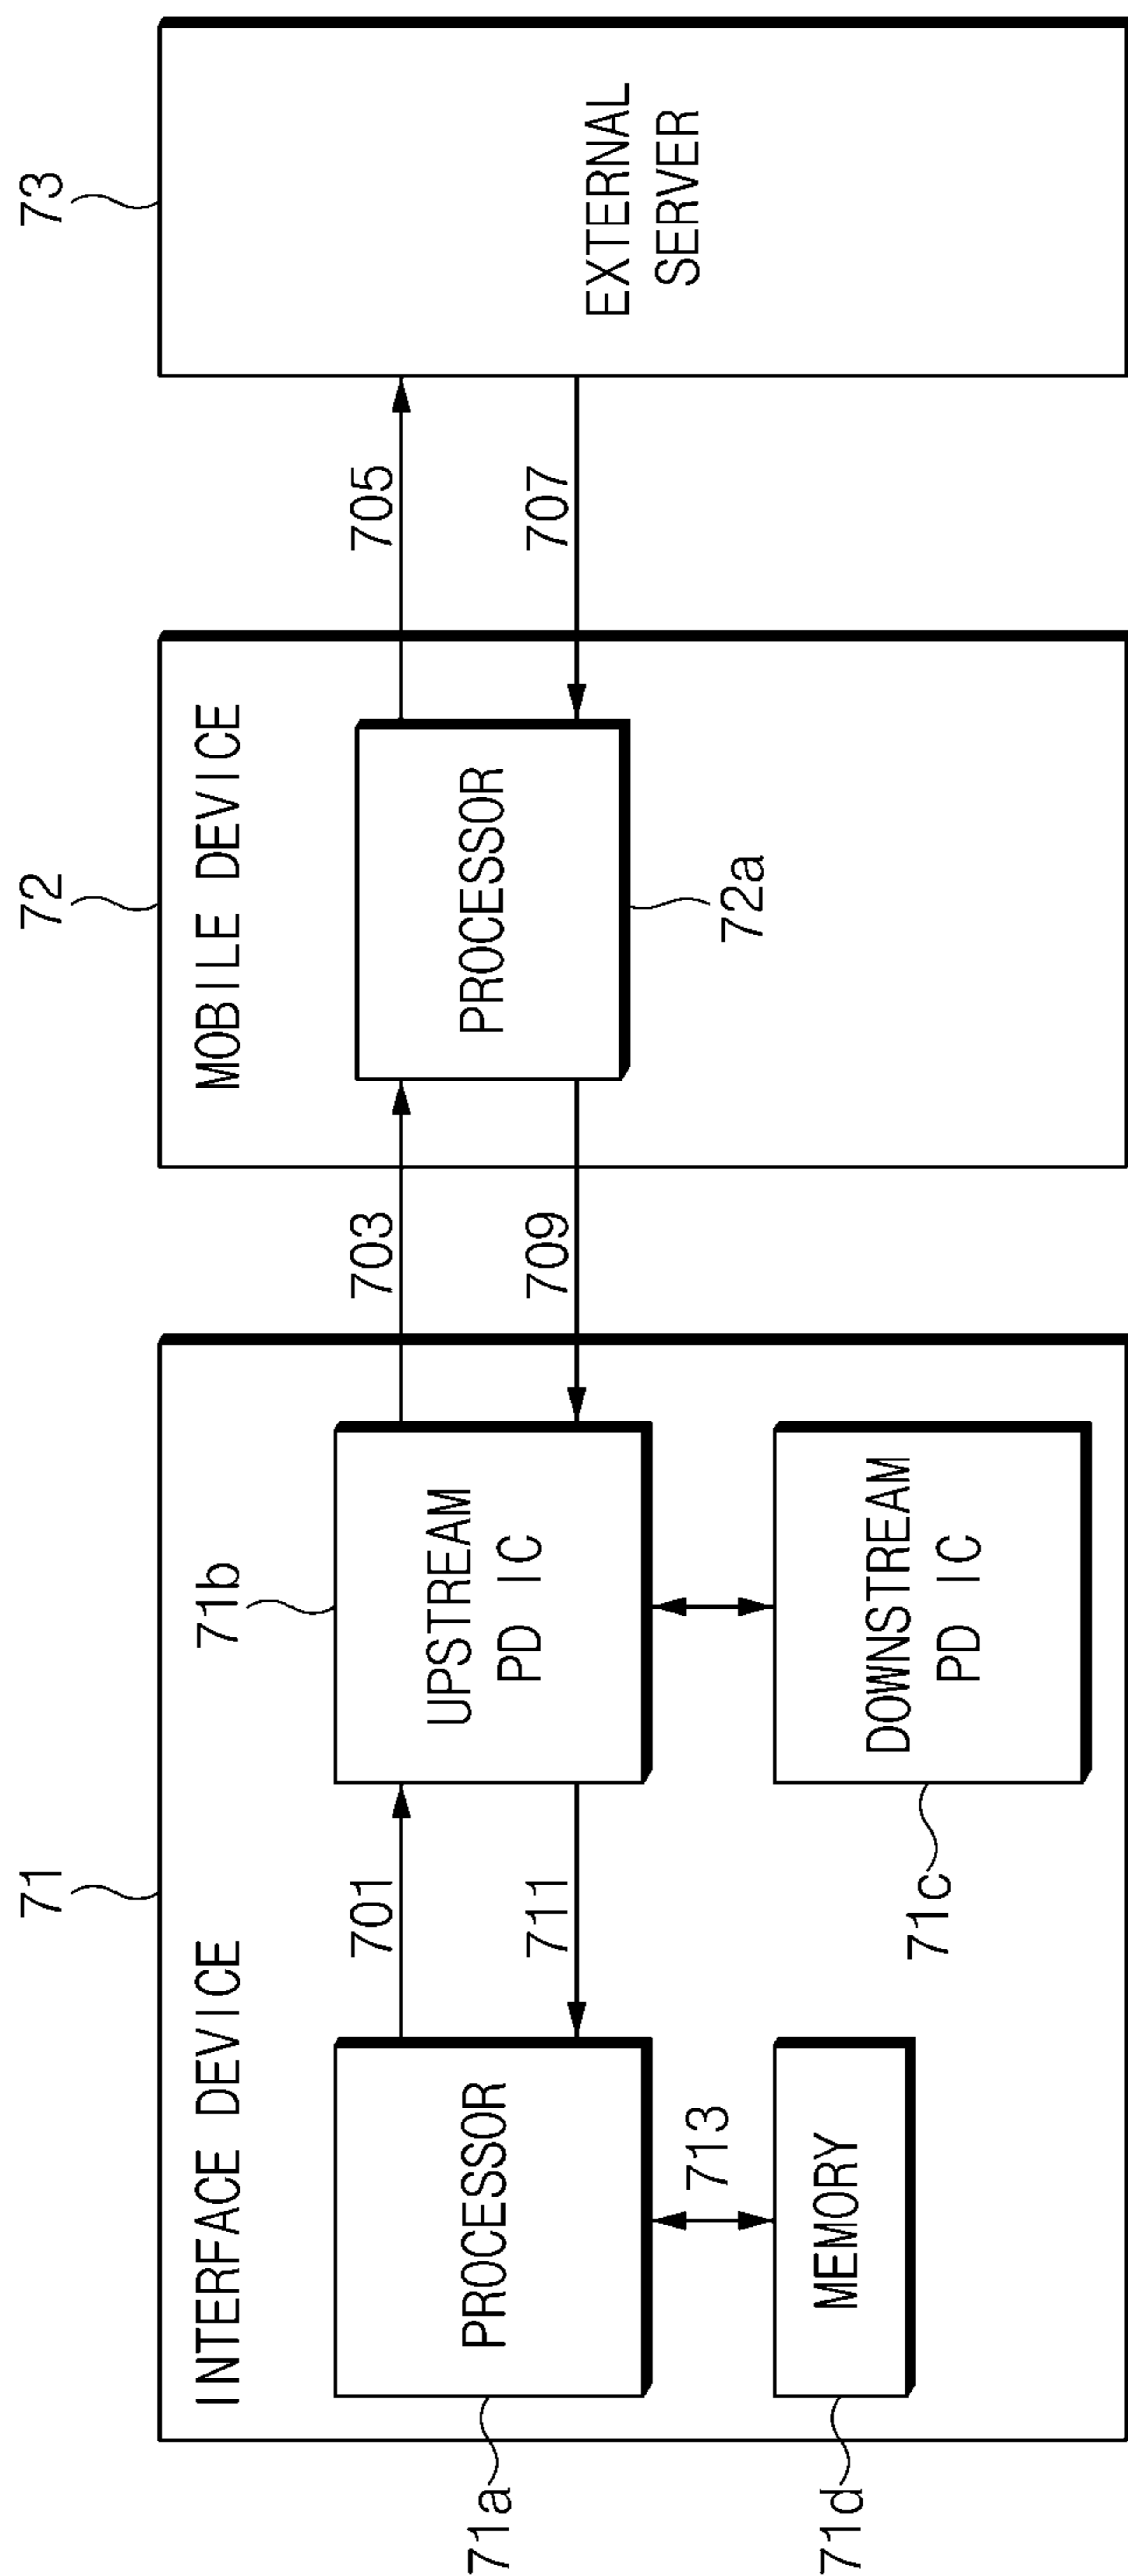 71
72
73
INTERFACE DEVICE
MOBILE DEVICE
71b
701
703
705
PROCESSOR
UPSTREAM
PD IC
PROCESSOR
EXTERNAL
SERVER
711
709
707
71a
713
72a
MEMORY
DOWNSTREAM
PD IC
71d
71c